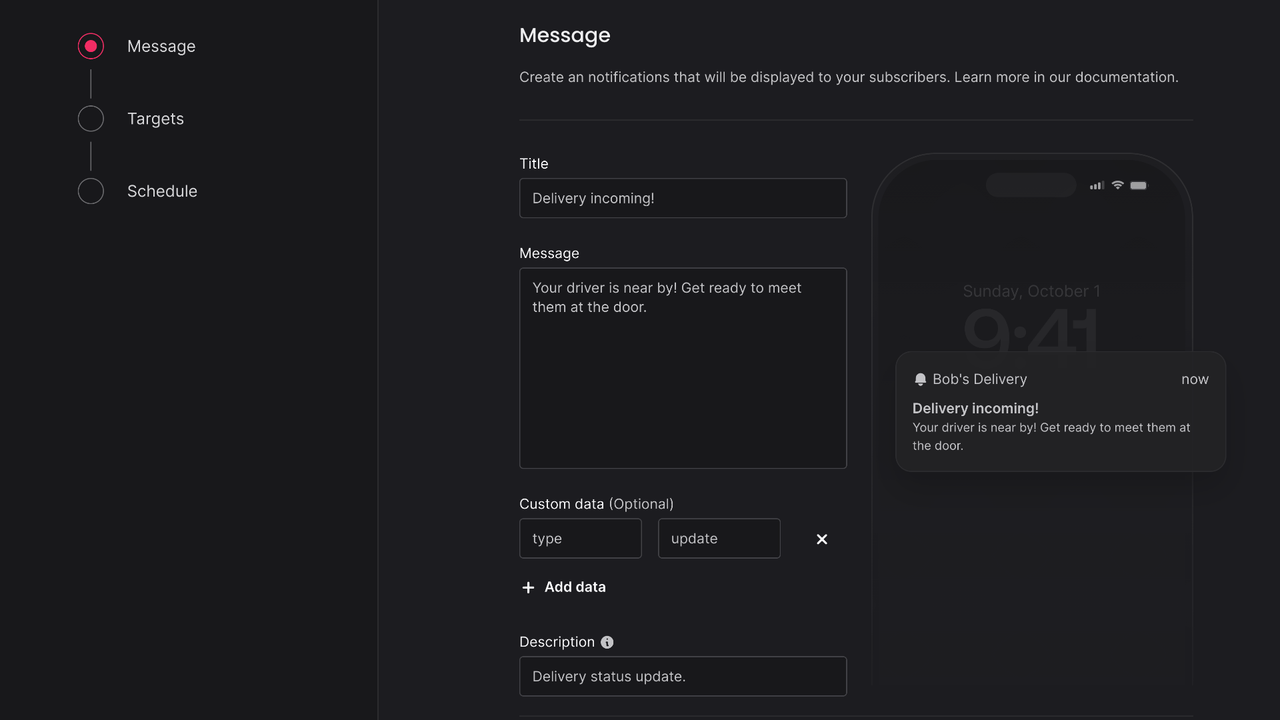 Message
Targets
Schedule
Message
Create an notifications that will be displayed to your subscribers. Learn more in our documentation.
Title
Delivery incoming!
Message
Your driver is near by! Get ready to meet
them at the door.
Custom data (Optional)
type
update
Add data
Description
Delivery status update.
Sunday, October 1
9:41
Bob's Delivery
now
Delivery incoming!
Your driver is near by! Get ready to meet them at
the door.